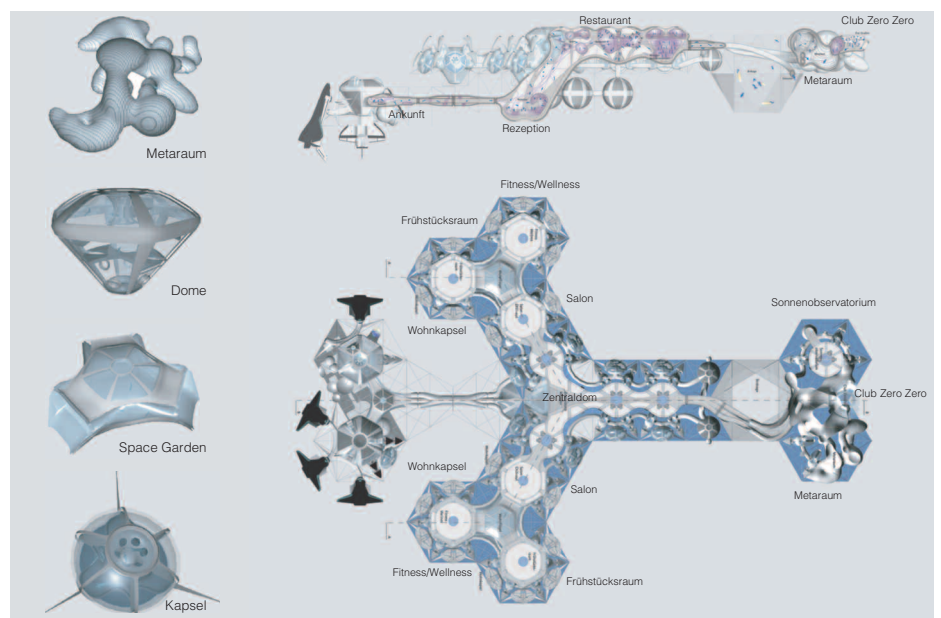 Metaraum
Dome
Space Garden
Kapsel
Restaurant
Club Zero Zero
Metaraum
Ankunft
Rezeption
Fitness/Wellness
Frühstücksraum
Salon
Sonnenobservatorium
Wohnkapsel
Zentraldom
Club Zero Zero
Wohnkapsel
Salon
Metaraum
Fitness/Wellness
Frühstücksraum